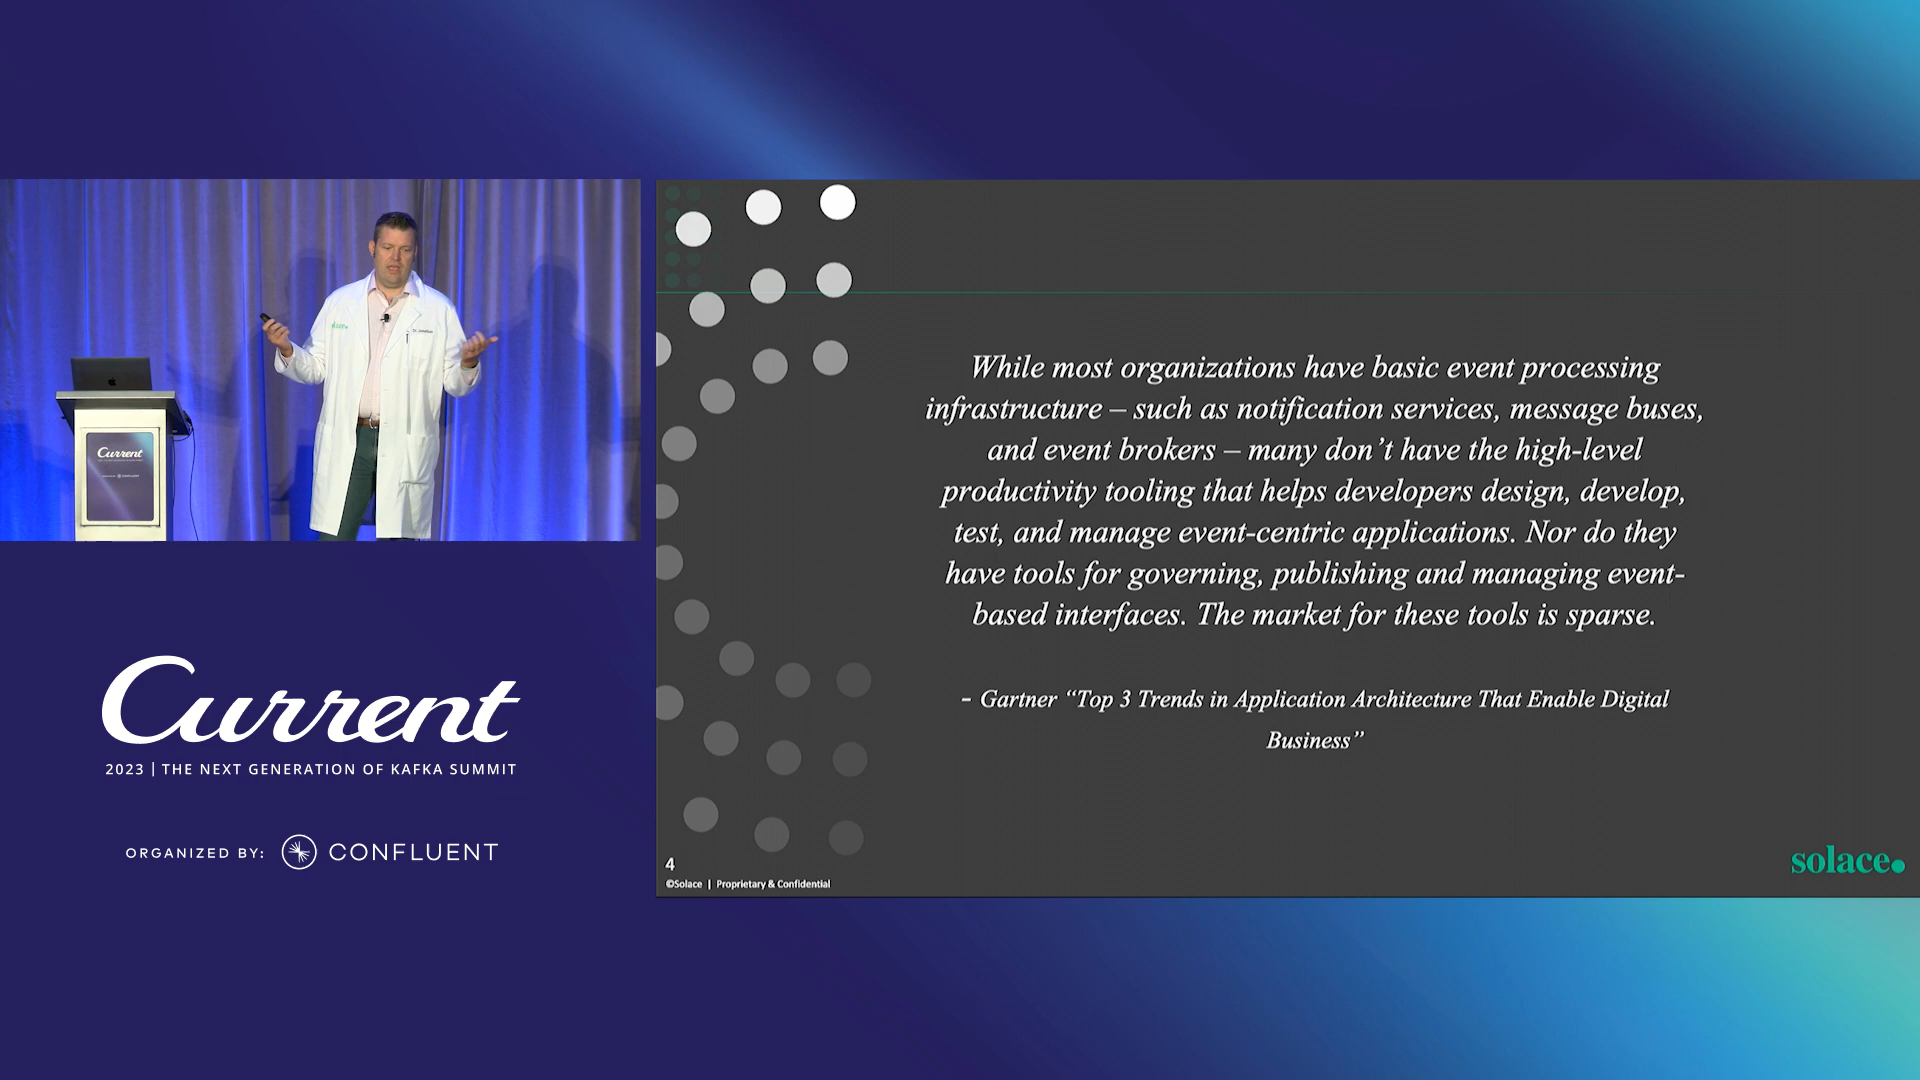 While most organizations have basic event processing
infrastructure – such as notification services, message buses,
and event brokers – many don’t have the high-level
productivity tooling that helps developers design, develop,
test, and manage event-centric applications. Nor do they
have tools for governing, publishing and managing event-
based interfaces. The market for these tools is sparse.
– Gartner “Top 3 Trends in Application Architecture That Enable Digital
Business”
4
©Solace | Proprietary & Confidential
solace.
Current
Current
2023 | THE NEXT GENERATION OF KAFKA SUMMIT
ORGANIZED BY: CONFLUENT